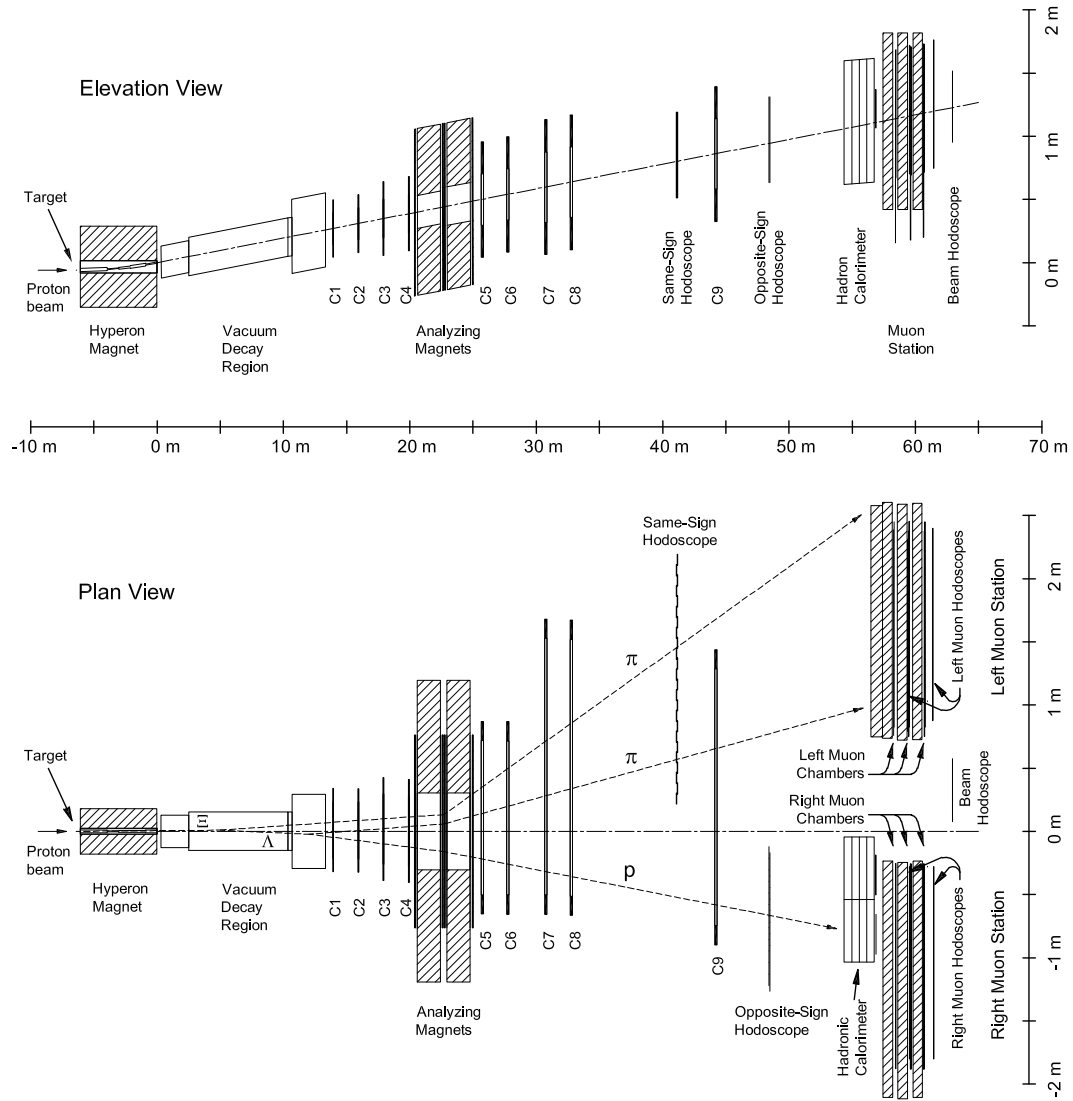 Elevation View
Target
Proton
beam
Hyperon
Magnet
Vacuum
Decay
Region
C1
C2
C3
C4
Analyzing
Magnets
C5
C6
C7
C8
Same-Sign
Hodoscope
C9
Opposite-Sign
Hodoscope
Hadron
Calorimeter
Muon
Station
Beam Hodoscope
2 m
1 m
0 m
-10 m
0 m
10 m
20 m
30 m
40 m
50 m
60 m
70 m
Plan View
Target
Proton
beam
Hyperon
Magnet
Ξ
Λ
Vacuum
Decay
Region
C1
C2
C3
C4
Analyzing
Magnets
C5
C6
C7
C8
π
π
p
Same-Sign
Hodoscope
C9
Opposite-Sign
Hodoscope
Hadronic
Calorimeter
Left Muon
Chambers
Right Muon
Chambers
Beam
Hodoscope
Left Muon Hodoscopes
Left Muon Station
Right Muon Hodoscopes
Right Muon Station
2 m
1 m
0 m
-1 m
-2 m